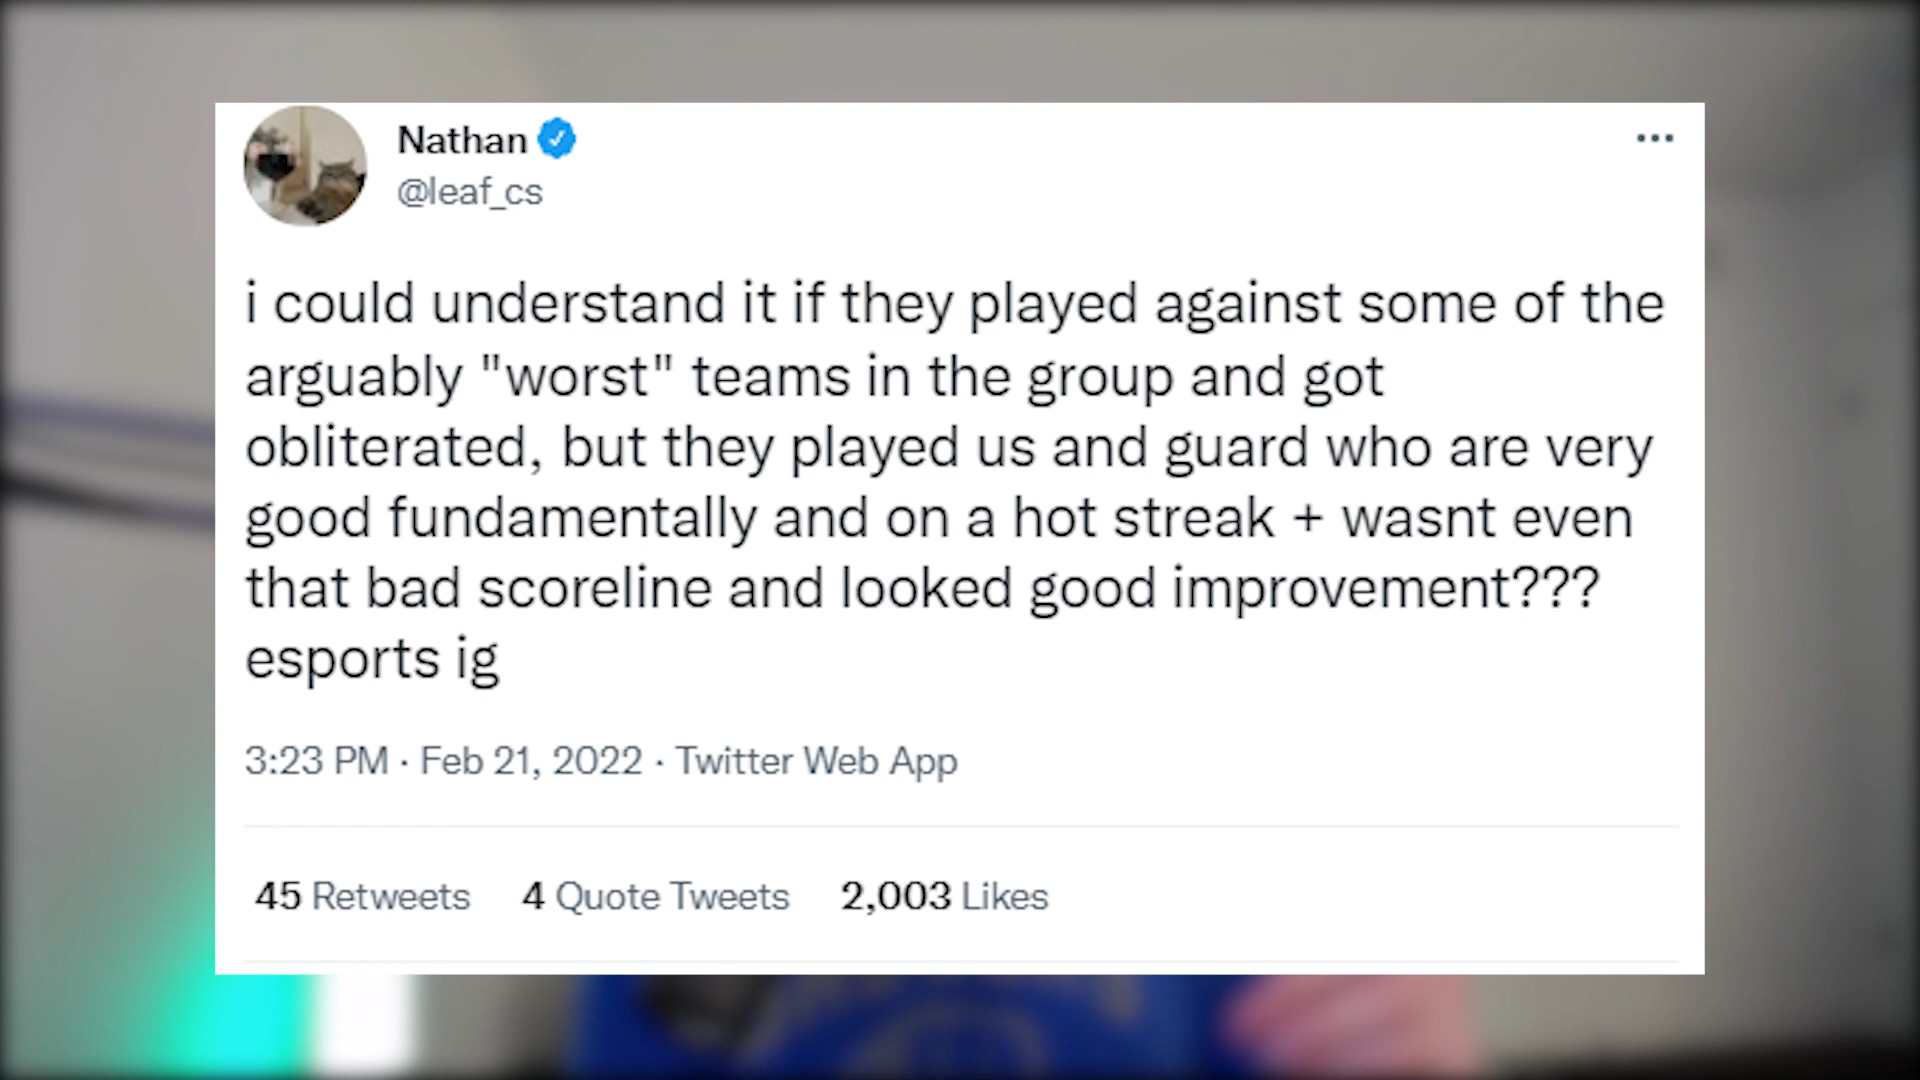 Nathan
@leaf_cs
i could understand it if they played against some of the
arguably "worst" teams in the group and got
obliterated, but they played us and guard who are very
good fundamentally and on a hot streak + wasnt even
that bad scoreline and looked good improvement???
esports ig
3:23 PM · Feb 21, 2022 · Twitter Web App
45 Retweets 4 Quote Tweets 2,003 Likes